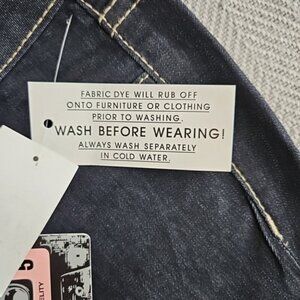 FABRIC DYE WILL RUB OFF
ONTO FURNITURE OR CLOTHING
PRIOR TO WASHING.
WASH BEFORE WEARING!
ALWAYS WASH SEPARATELY
IN COLD WATER.
ELITY